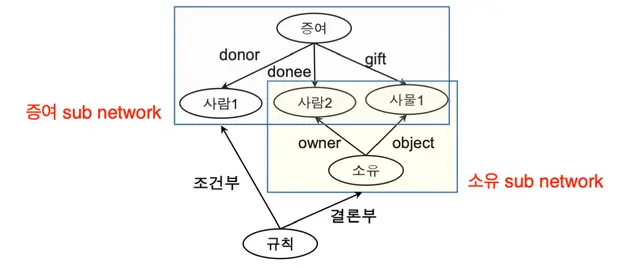 증여
donor
donee
gift
사람1
사람2
사물1
증여 sub network
owner
object
소유
소유 sub network
조건부
결론부
규칙